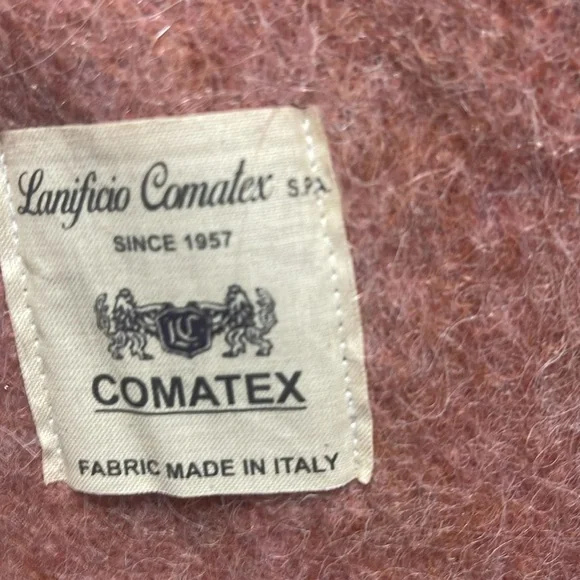 Lanificio Comatex S.P.A.
SINCE 1957
LC
COMATEX
FABRIC MADE IN ITALY